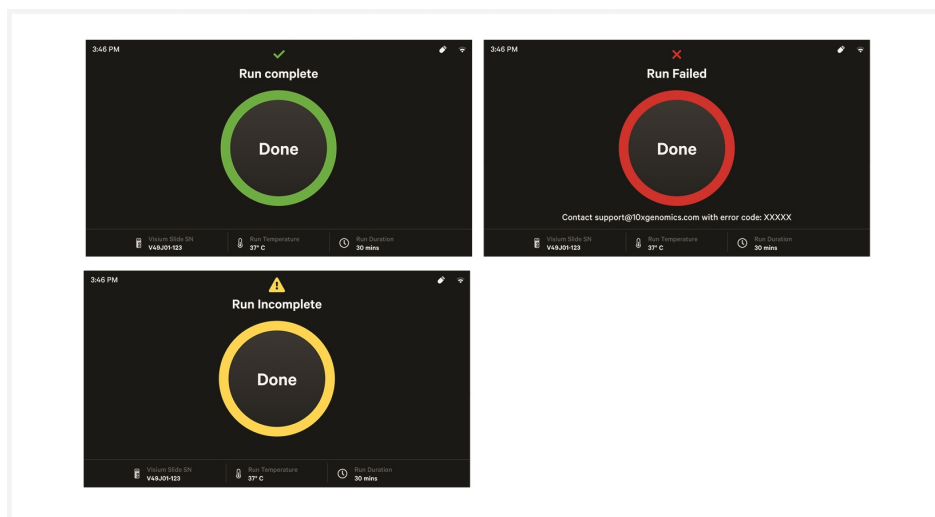 3:46 PM
Run complete
Done
Visium Slide SN
V49J01-123
Run Temperature
37° C
Run Duration
30 mins
3:46 PM
Run Failed
Done
Contact support@10xgenomics.com with error code: XXXXX
Visium Slide SN
V49J01-123
Run Temperature
37° C
Run Duration
30 mins
3:46 PM
Run Incomplete
Done
Visium Slide SN
V49J01-123
Run Temperature
37° C
Run Duration
30 mins